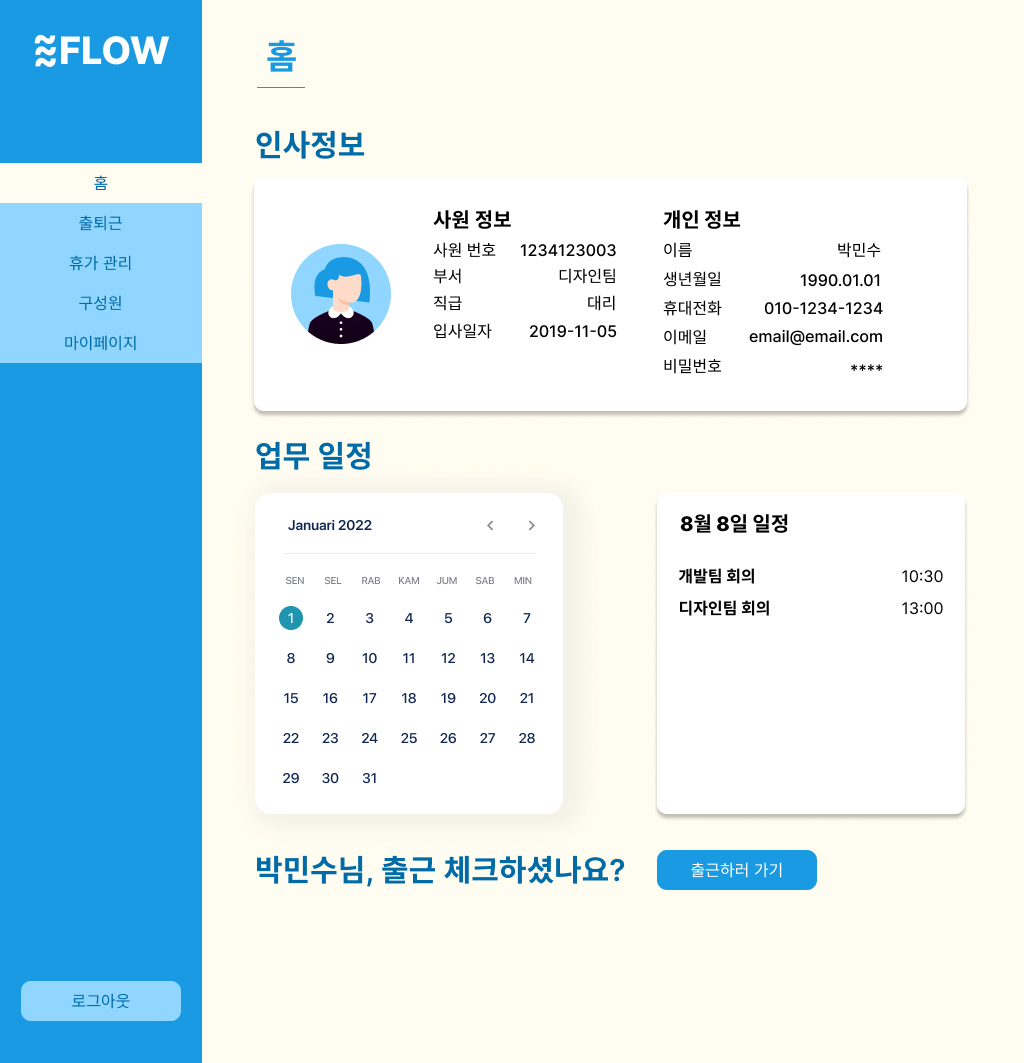 FLOW
홈
출퇴근
휴가 관리
구성원
마이페이지
로그아웃
홈
인사정보
사원 정보
사원 번호 1234123003
부서 디자인팀
직급 대리
입사일자 2019-11-05
개인 정보
이름 박민수
생년월일 1990.01.01
휴대전화 010-1234-1234
이메일 email@email.com
비밀번호 ****
업무 일정
Januari 2022
SEN SEL RAB KAM JUM SAB MIN
1 2 3 4 5 6 7
8 9 10 11 12 13 14
15 16 17 18 19 20 21
22 23 24 25 26 27 28
29 30 31
8월 8일 일정
개발팀 회의 10:30
디자인팀 회의 13:00
박민수님, 출근 체크하셨나요?
출근하러 가기